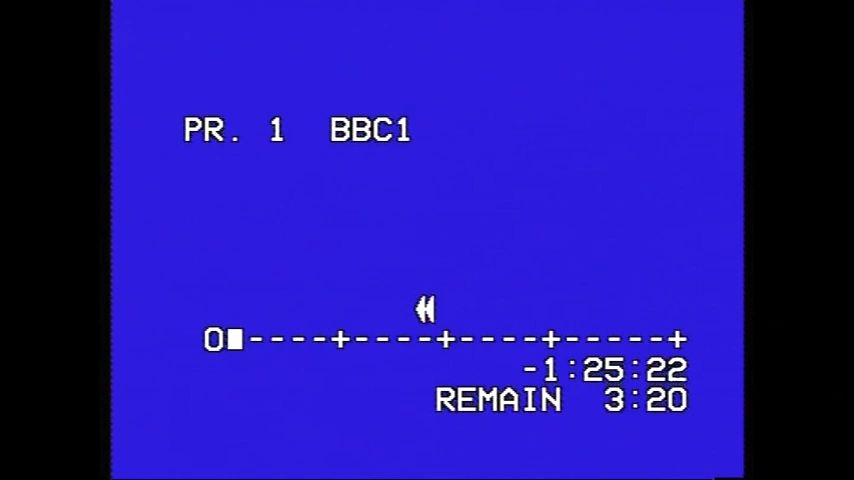 PR. 1 BBC1
0■----+----+----+-----+
-1:25:22
REMAIN 3:20